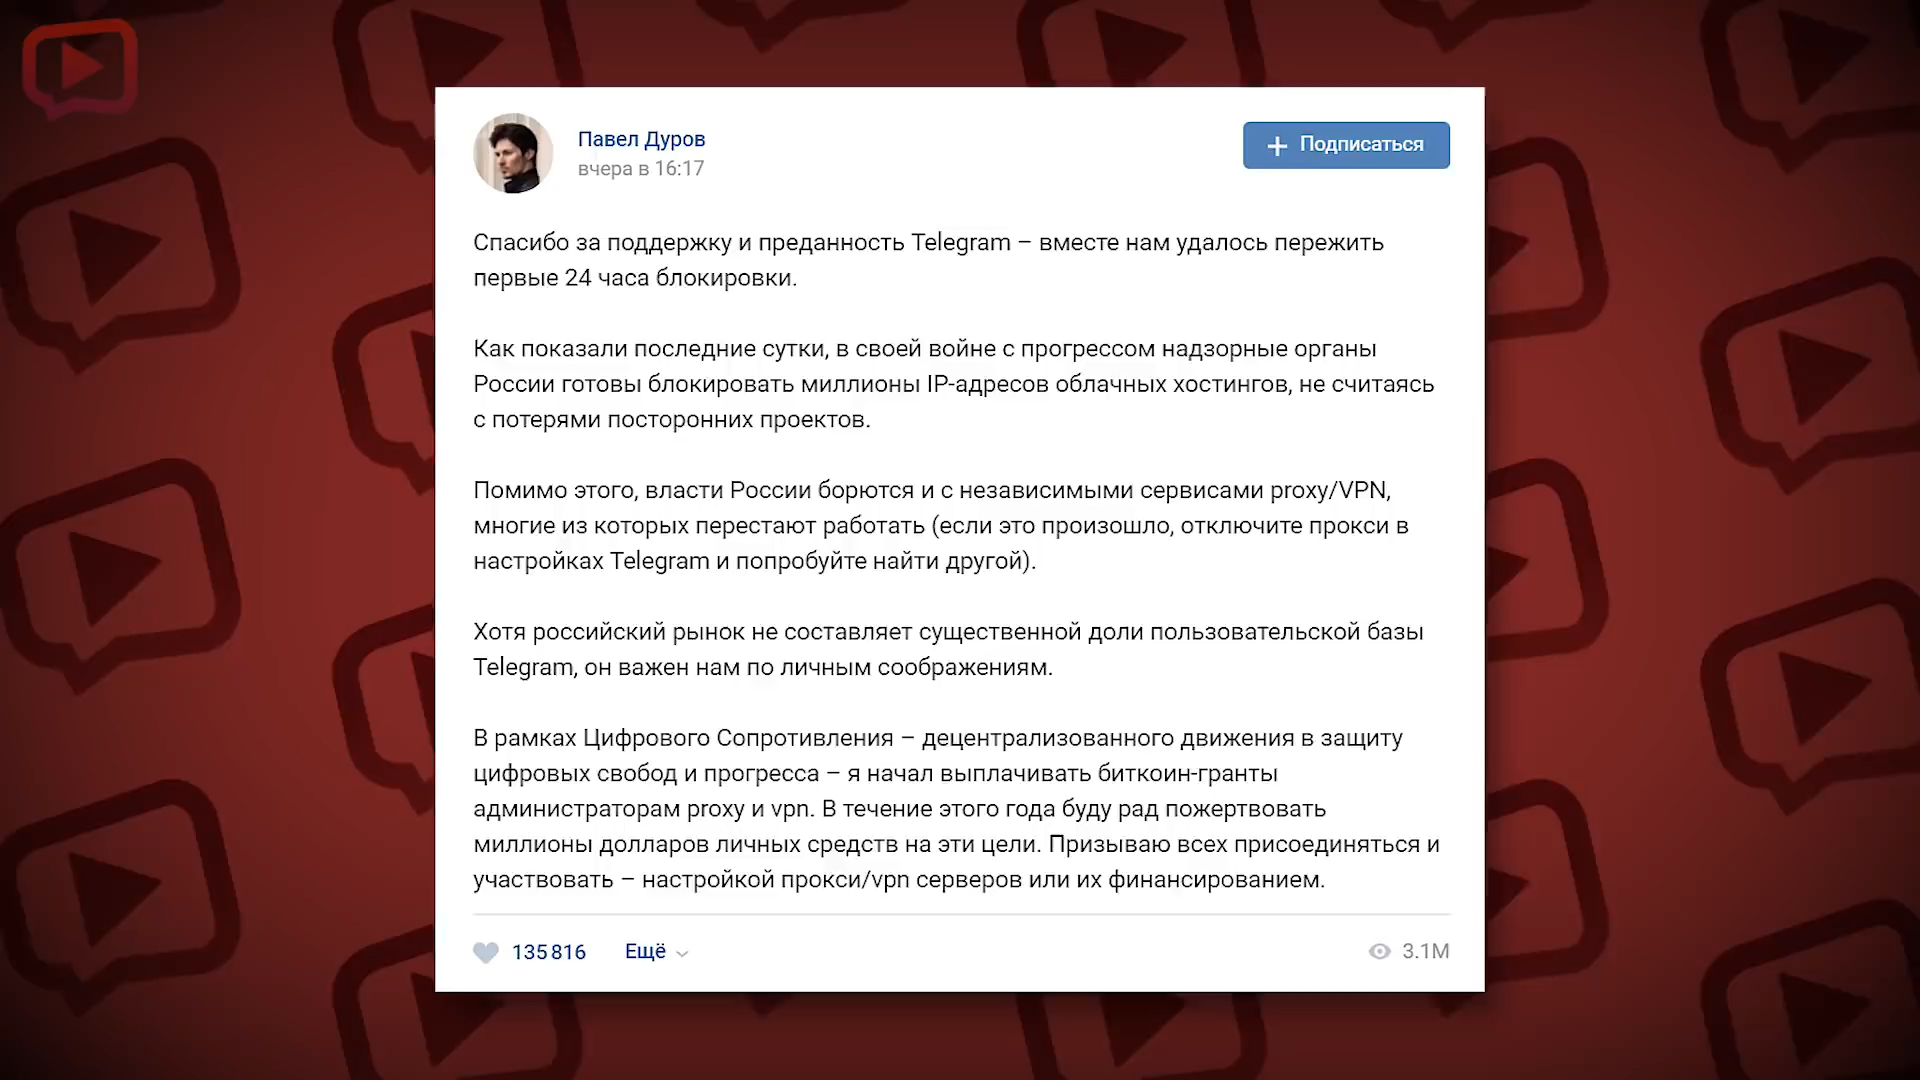 Павел Дуров
вчера в 16:17
Подписаться
Спасибо за поддержку и преданность Telegram – вместе нам удалось пережить
первые 24 часа блокировки.
Как показали последние сутки, в своей войне с прогрессом надзорные органы
России готовы блокировать миллионы IP-адресов облачных хостингов, не считаясь
с потерями посторонних проектов.
Помимо этого, власти России борются и с независимыми сервисами proxy/VPN,
многие из которых перестают работать (если это произошло, отключите прокси в
настройках Telegram и попробуйте найти другой).
Хотя российский рынок не составляет существенной доли пользовательской базы
Telegram, он важен нам по личным соображениям.
В рамках Цифрового Сопротивления – децентрализованного движения в защиту
цифровых свобод и прогресса – я начал выплачивать биткоин-гранты
администраторам proxy и vpn. В течение этого года буду рад пожертвовать
миллионы долларов личных средств на эти цели. Призываю всех присоединяться и
участвовать – настройкой прокси/vpn серверов или их финансированием.
135 816 Ещё 3.1M